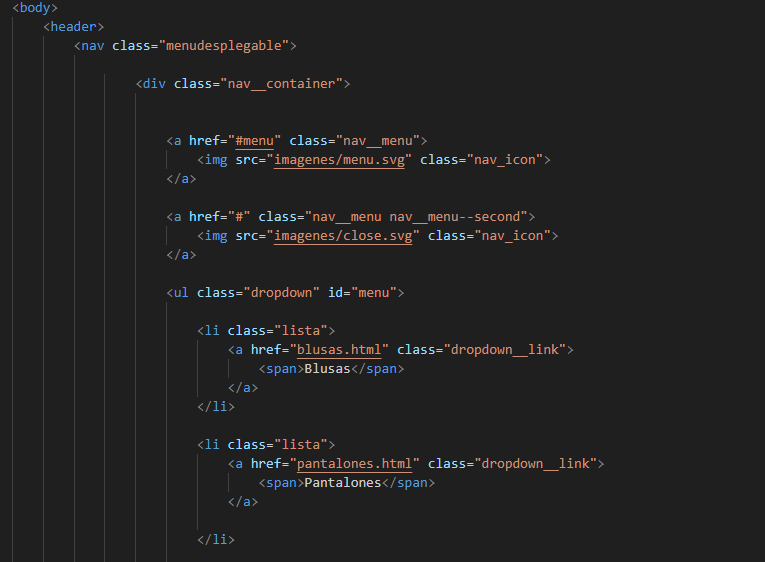 <body>
<header>
<nav class="menudesplegable">
<div class="nav__container">
<a href="#menu" class="nav__menu">
<img src="imagenes/menu.svg" class="nav_icon">
</a>
<a href="#" class="nav__menu nav__menu--second">
<img src="imagenes/close.svg" class="nav_icon">
</a>
<ul class="dropdown" id="menu">
<li class="lista">
<a href="blusas.html" class="dropdown__link">
<span>Blusas</span>
</a>
</li>
<li class="lista">
<a href="pantalones.html" class="dropdown__link">
<span>Pantalones</span>
</a>
</li>